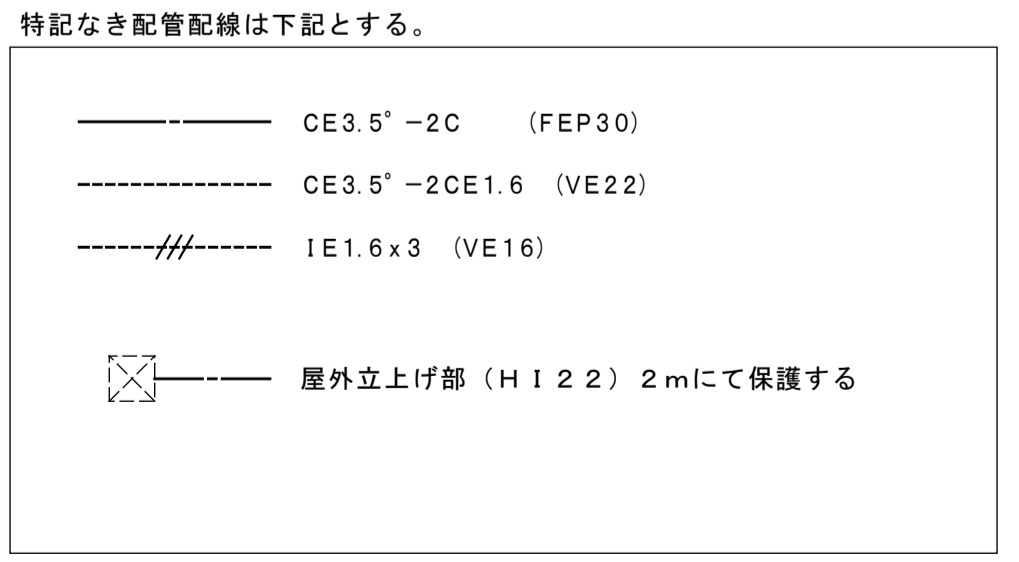 特記なき配管配線は下記とする。
CE3.5°-2C （FEP30）
CE3.5°-2CE1.6 （VE22）
IE1.6x3 （VE16）
屋外立上げ部（ＨＩ２２）２ｍにて保護する